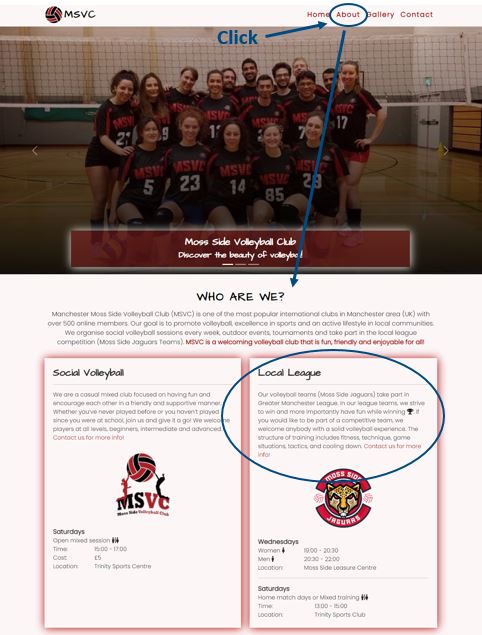 MSVC
Home About Gallery Contact
Click
MSVC
17
5 23 14 85
Moss Side Volleyball Club
Discover the beauty of volleyball
WHO ARE WE?
Manchester Moss Side Volleyball Club (MSVC) is one of the most popular international clubs in Manchester area (UK) with
over 500 online members. Our goal is to promote volleyball, excellence in sports and an active lifestyle in local communities.
We organise social volleyball sessions every week, outdoor events, tournaments and take part in the local league
competition (Moss Side Jaguars Teams). MSVC is a welcoming volleyball club that is fun, friendly and enjoyable for all!
Social Volleyball
We are a casual mixed club focused on having fun and
encourage each other in a friendly and supportive manner.
Whether you've never played before or you haven't played
since you were at school, join us and give it a go! We welcome
players at all levels, beginners, intermediate and advanced.
Contact us for more info!
MSVC
Moss Side Volleyball Club
Saturdays
Open mixed session
Time: 15:00 - 17:00
Cost: £5
Location: Trinity Sports Centre
Local League
Our volleyball teams (Moss Side Jaguars) take part in
Greater Manchester League. In our league teams, we strive
to win and more importantly have fun while winning. If
you would like to be part of a competitive team, we
welcome anybody with a solid volleyball experience. The
structure of training includes fitness, technique, game
situations, tactics, and cooling down. Contact us for more
info!
MOSS SIDE
JAGUARS
Wednesdays
Women 19:00 - 20:30
Men 20:30 - 22:00
Location: Moss Side Leasure Centre
Saturdays
Home match days or Mixed training
Time: 13:00 - 15:00
Location: Trinity Sports Club